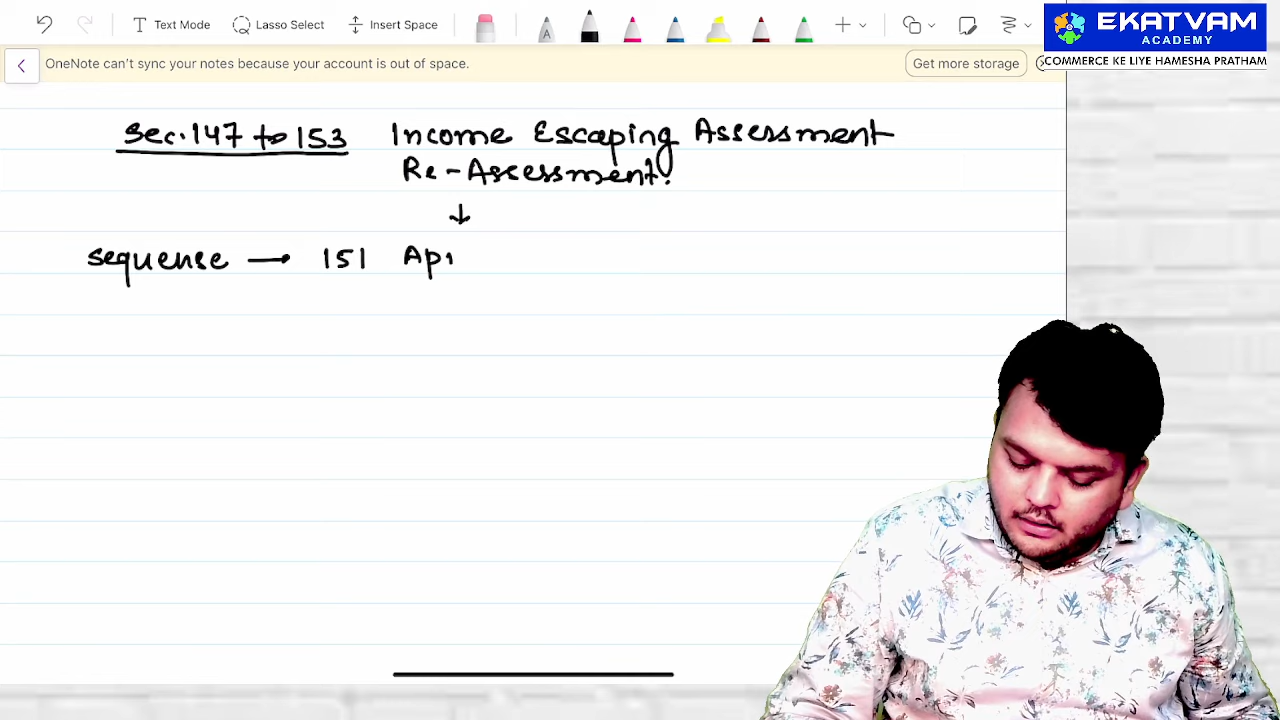 Text Mode Lasso Select Insert Space
EKATVAM
ACADEMY
COMMERCE KE LIYE HAMESHA PRATHAM
OneNote can't sync your notes because your account is out of space. Get more storage
Sec.147 to 153 Income Escaping Assessment
Re-Assessment.
sequense → 151 Apr